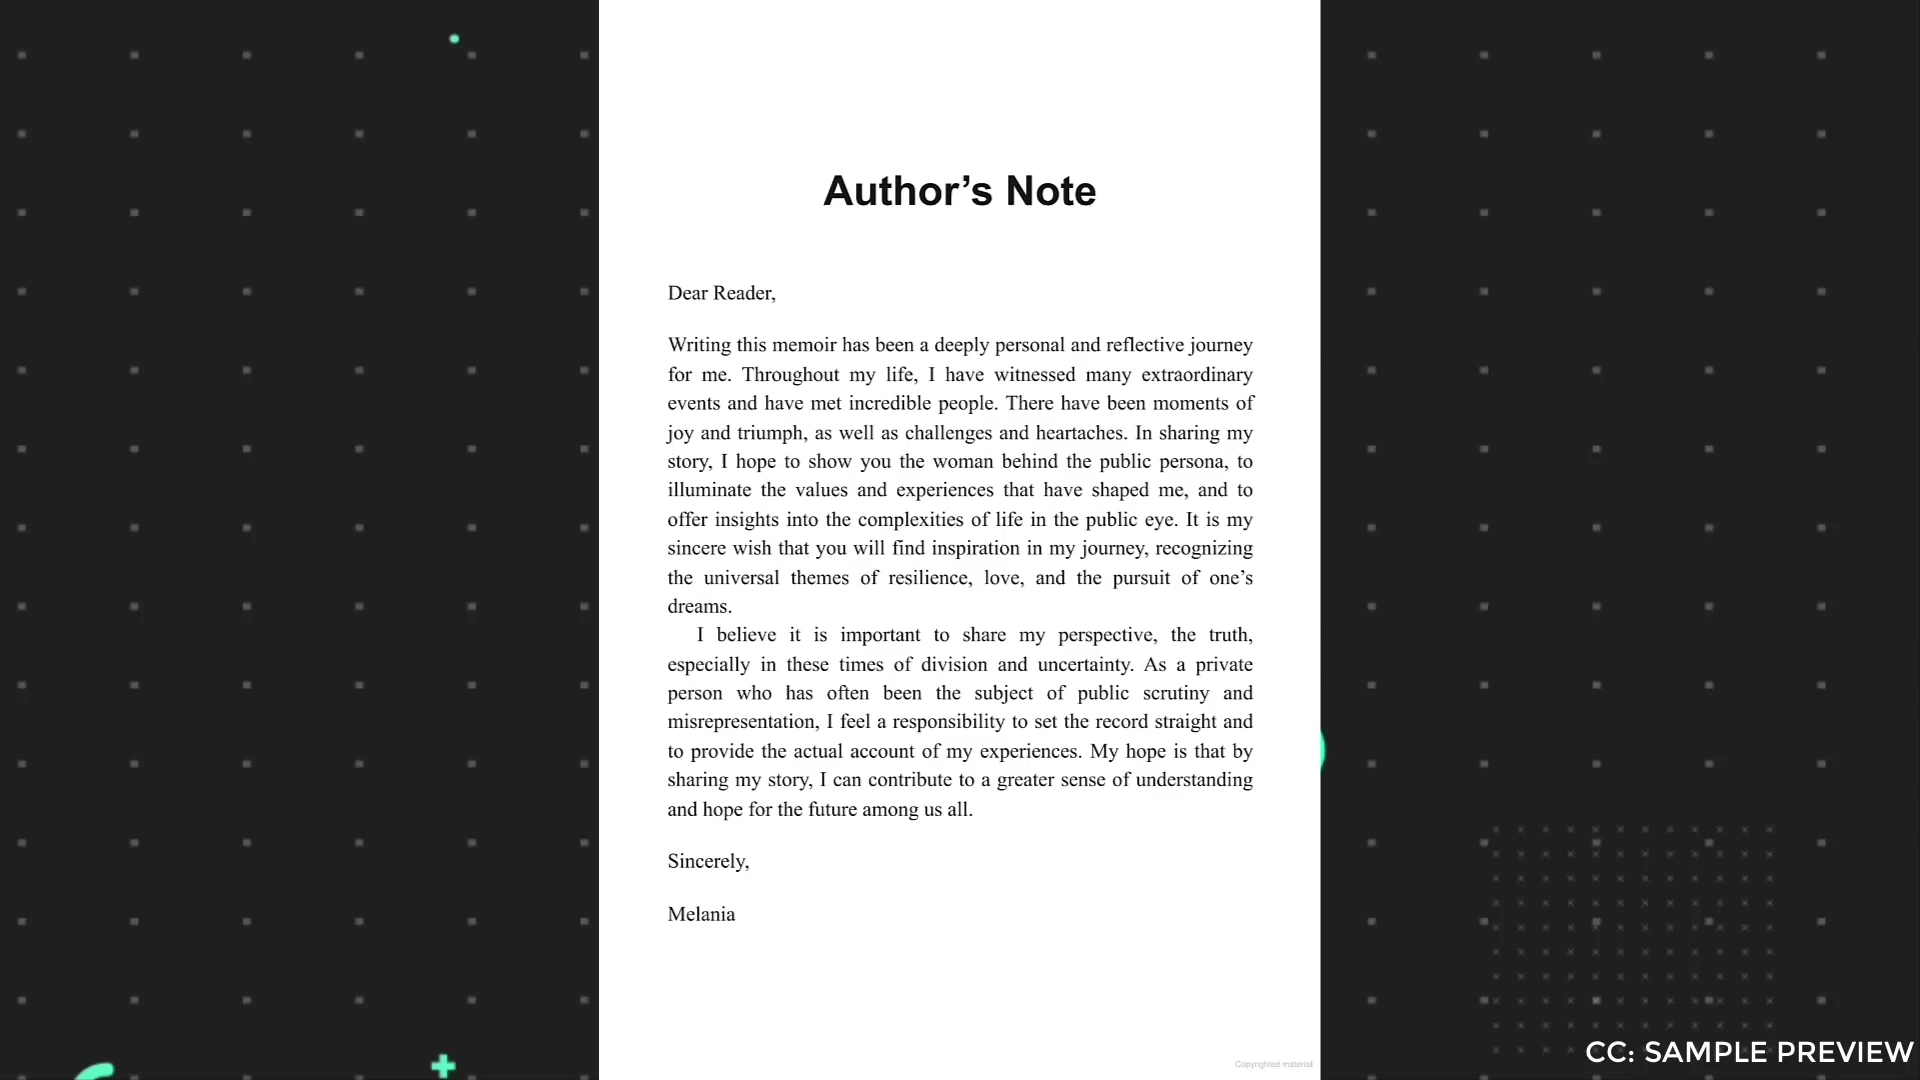 Author’s Note
Dear Reader,
Writing this memoir has been a deeply personal and reflective journey
for me. Throughout my life, I have witnessed many extraordinary
events and have met incredible people. There have been moments of
joy and triumph, as well as challenges and heartaches. In sharing my
story, I hope to show you the woman behind the public persona, to
illuminate the values and experiences that have shaped me, and to
offer insights into the complexities of life in the public eye. It is my
sincere wish that you will find inspiration in my journey, recognizing
the universal themes of resilience, love, and the pursuit of one’s
dreams.
I believe it is important to share my perspective, the truth,
especially in these times of division and uncertainty. As a private
person who has often been the subject of public scrutiny and
misrepresentation, I feel a responsibility to set the record straight and
to provide the actual account of my experiences. My hope is that by
sharing my story, I can contribute to a greater sense of understanding
and hope for the future among us all.
Sincerely,
Melania
Copyrighted material
CC: SAMPLE PREVIEW